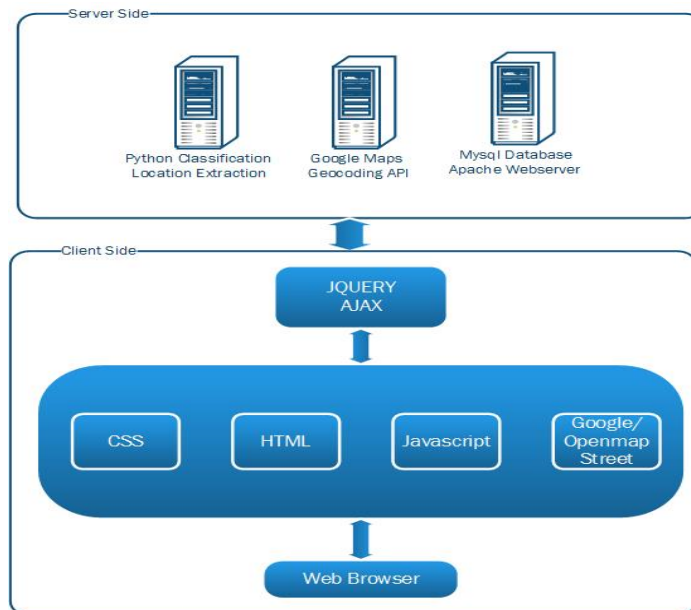 Server Side
Python Classification
Location Extraction
Google Maps
Geocoding API
Mysql Database
Apache Webserver
Client Side
JQUERY
AJAX
CSS
HTML
Javascript
Google/
Openmap
Street
Web Browser